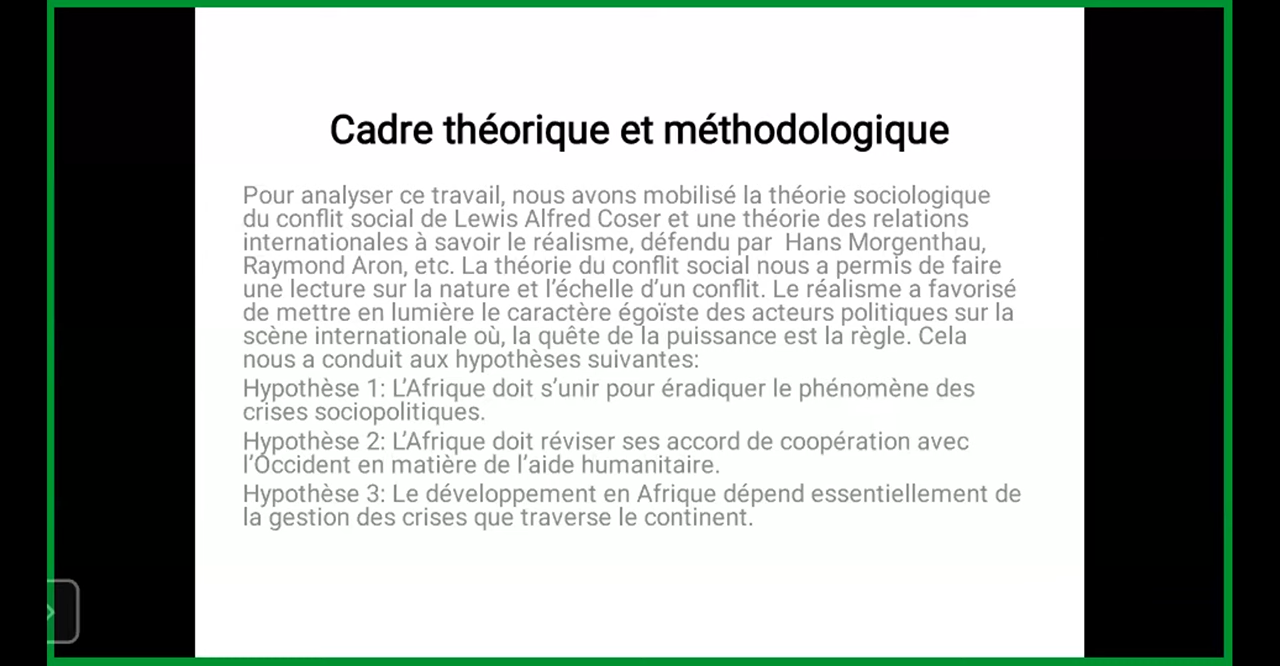 Cadre théorique et méthodologique
Pour analyser ce travail, nous avons mobilisé la théorie sociologique
du conflit social de Lewis Alfred Coser et une théorie des relations
internationales à savoir le réalisme, défendu par Hans Morgenthau,
Raymond Aron, etc. La théorie du conflit social nous a permis de faire
une lecture sur la nature et l'échelle d'un conflit. Le réalisme a favorisé
de mettre en lumière le caractère égoïste des acteurs politiques sur la
scène internationale où, la quête de la puissance est la règle. Cela
nous a conduit aux hypothèses suivantes:
Hypothèse 1: L'Afrique doit s'unir pour éradiquer le phénomène des
crises sociopolitiques.
Hypothèse 2: L'Afrique doit réviser ses accord de coopération avec
l'Occident en matière de l'aide humanitaire.
Hypothèse 3: Le développement en Afrique dépend essentiellement de
la gestion des crises que traverse le continent.